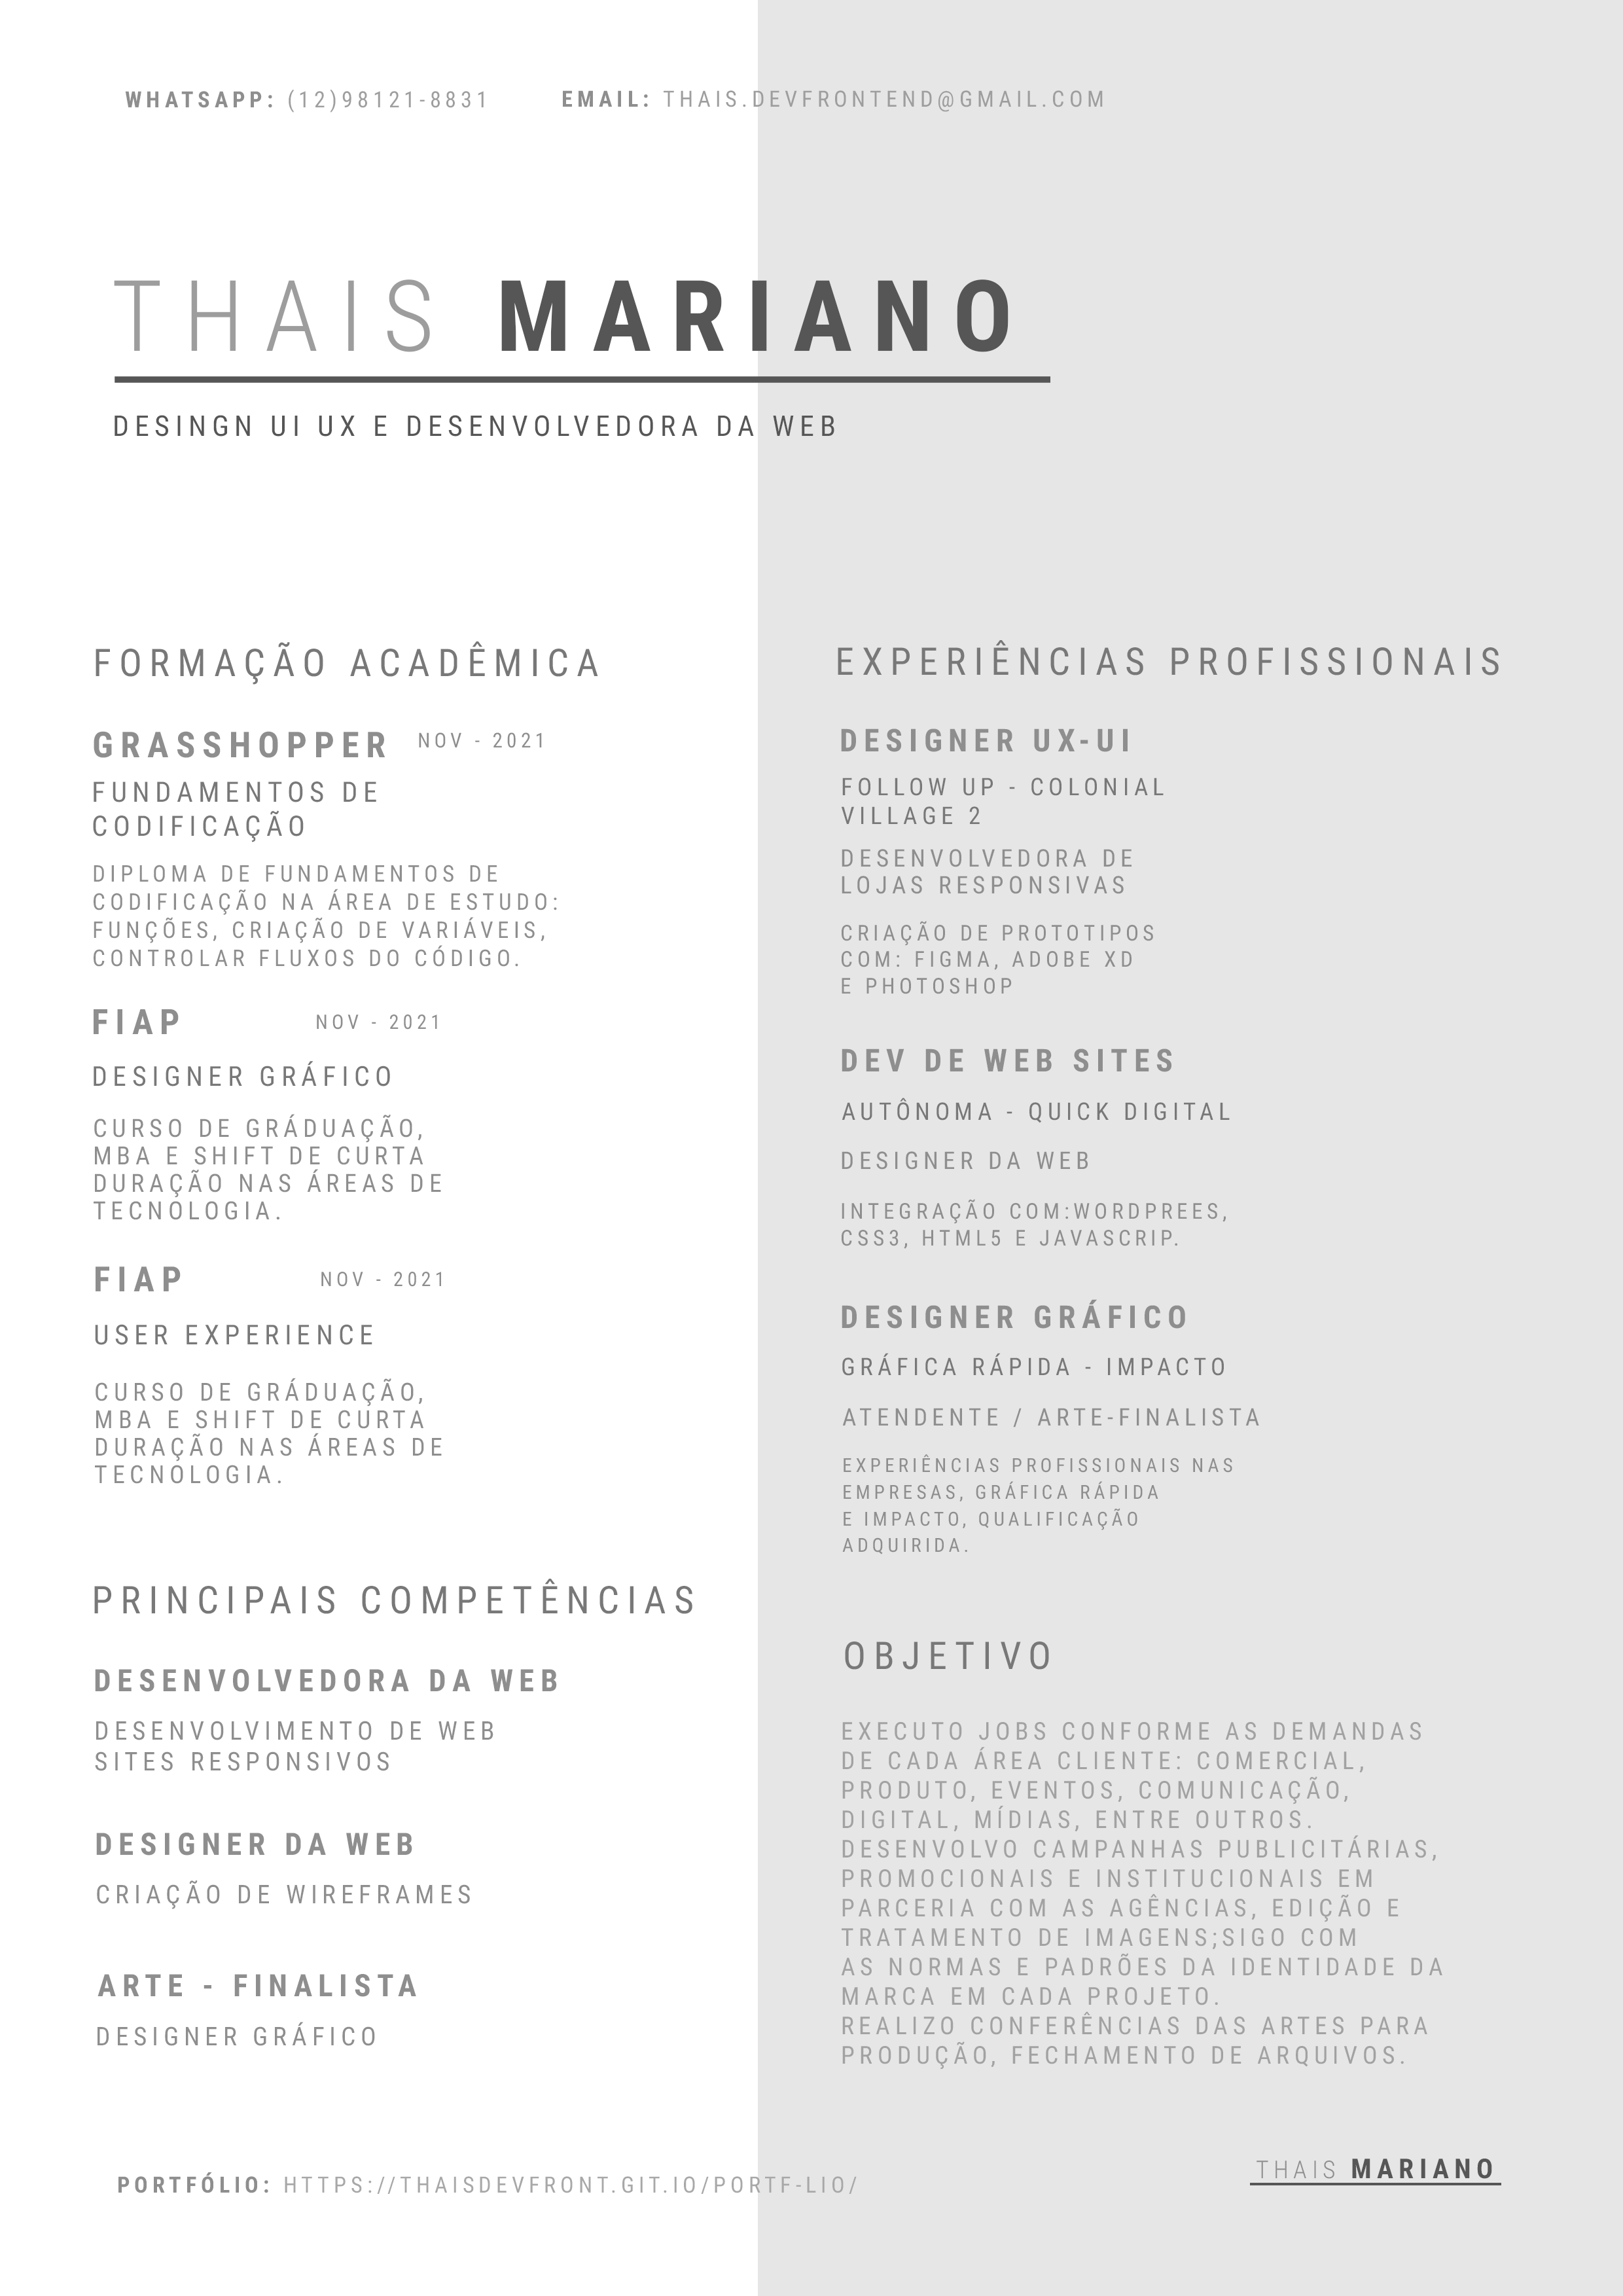 WHATSAPP: (12)98121-8831 EMAIL: THAIS.DEVFRONTEND@GMAIL.COM
THAIS MARIANO
DESINGN UI UX E DESENVOLVEDORA DA WEB
FORMAÇÃO ACADÊMICA
GRASSHOPPER NOV - 2021
FUNDAMENTOS DE
CODIFICAÇÃO
DIPLOMA DE FUNDAMENTOS DE
CODIFICAÇÃO NA ÁREA DE ESTUDO:
FUNÇÕES, CRIAÇÃO DE VARIÁVEIS,
CONTROLAR FLUXOS DO CÓDIGO.
FIAP NOV - 2021
DESIGNER GRÁFICO
CURSO DE GRÁDUAÇÃO,
MBA E SHIFT DE CURTA
DURAÇÃO NAS ÁREAS DE
TECNOLOGIA.
FIAP NOV - 2021
USER EXPERIENCE
CURSO DE GRÁDUAÇÃO,
MBA E SHIFT DE CURTA
DURAÇÃO NAS ÁREAS DE
TECNOLOGIA.
PRINCIPAIS COMPETÊNCIAS
DESENVOLVEDORA DA WEB
DESENVOLVIMENTO DE WEB
SITES RESPONSIVOS
DESIGNER DA WEB
CRIAÇÃO DE WIREFRAMES
ARTE - FINALISTA
DESIGNER GRÁFICO
EXPERIÊNCIAS PROFISSIONAIS
DESIGNER UX-UI
FOLLOW UP - COLONIAL
VILLAGE 2
DESENVOLVEDORA DE
LOJAS RESPONSIVAS
CRIAÇÃO DE PROTOTIPOS
COM: FIGMA, ADOBE XD
E PHOTOSHOP
DEV DE WEB SITES
AUTÔNOMA - QUICK DIGITAL
DESIGNER DA WEB
INTEGRAÇÃO COM:WORDPREES,
CSS3, HTML5 E JAVASCRIP.
DESIGNER GRÁFICO
GRÁFICA RÁPIDA - IMPACTO
ATENDENTE / ARTE-FINALISTA
EXPERIÊNCIAS PROFISSIONAIS NAS
EMPRESAS, GRÁFICA RÁPIDA
E IMPACTO, QUALIFICAÇÃO
ADQUIRIDA.
OBJETIVO
EXECUTO JOBS CONFORME AS DEMANDAS
DE CADA ÁREA CLIENTE: COMERCIAL,
PRODUTO, EVENTOS, COMUNICAÇÃO,
DIGITAL, MÍDIAS, ENTRE OUTROS.
DESENVOLVO CAMPANHAS PUBLICITÁRIAS,
PROMOCIONAIS E INSTITUCIONAIS EM
PARCERIA COM AS AGÊNCIAS, EDIÇÃO E
TRATAMENTO DE IMAGENS;SIGO COM
AS NORMAS E PADRÕES DA IDENTIDADE DA
MARCA EM CADA PROJETO.
REALIZO CONFERÊNCIAS DAS ARTES PARA
PRODUÇÃO, FECHAMENTO DE ARQUIVOS.
PORTFÓLIO: HTTPS://THAISDEVFRONT.GIT.IO/PORTF-LIO/
THAIS MARIANO